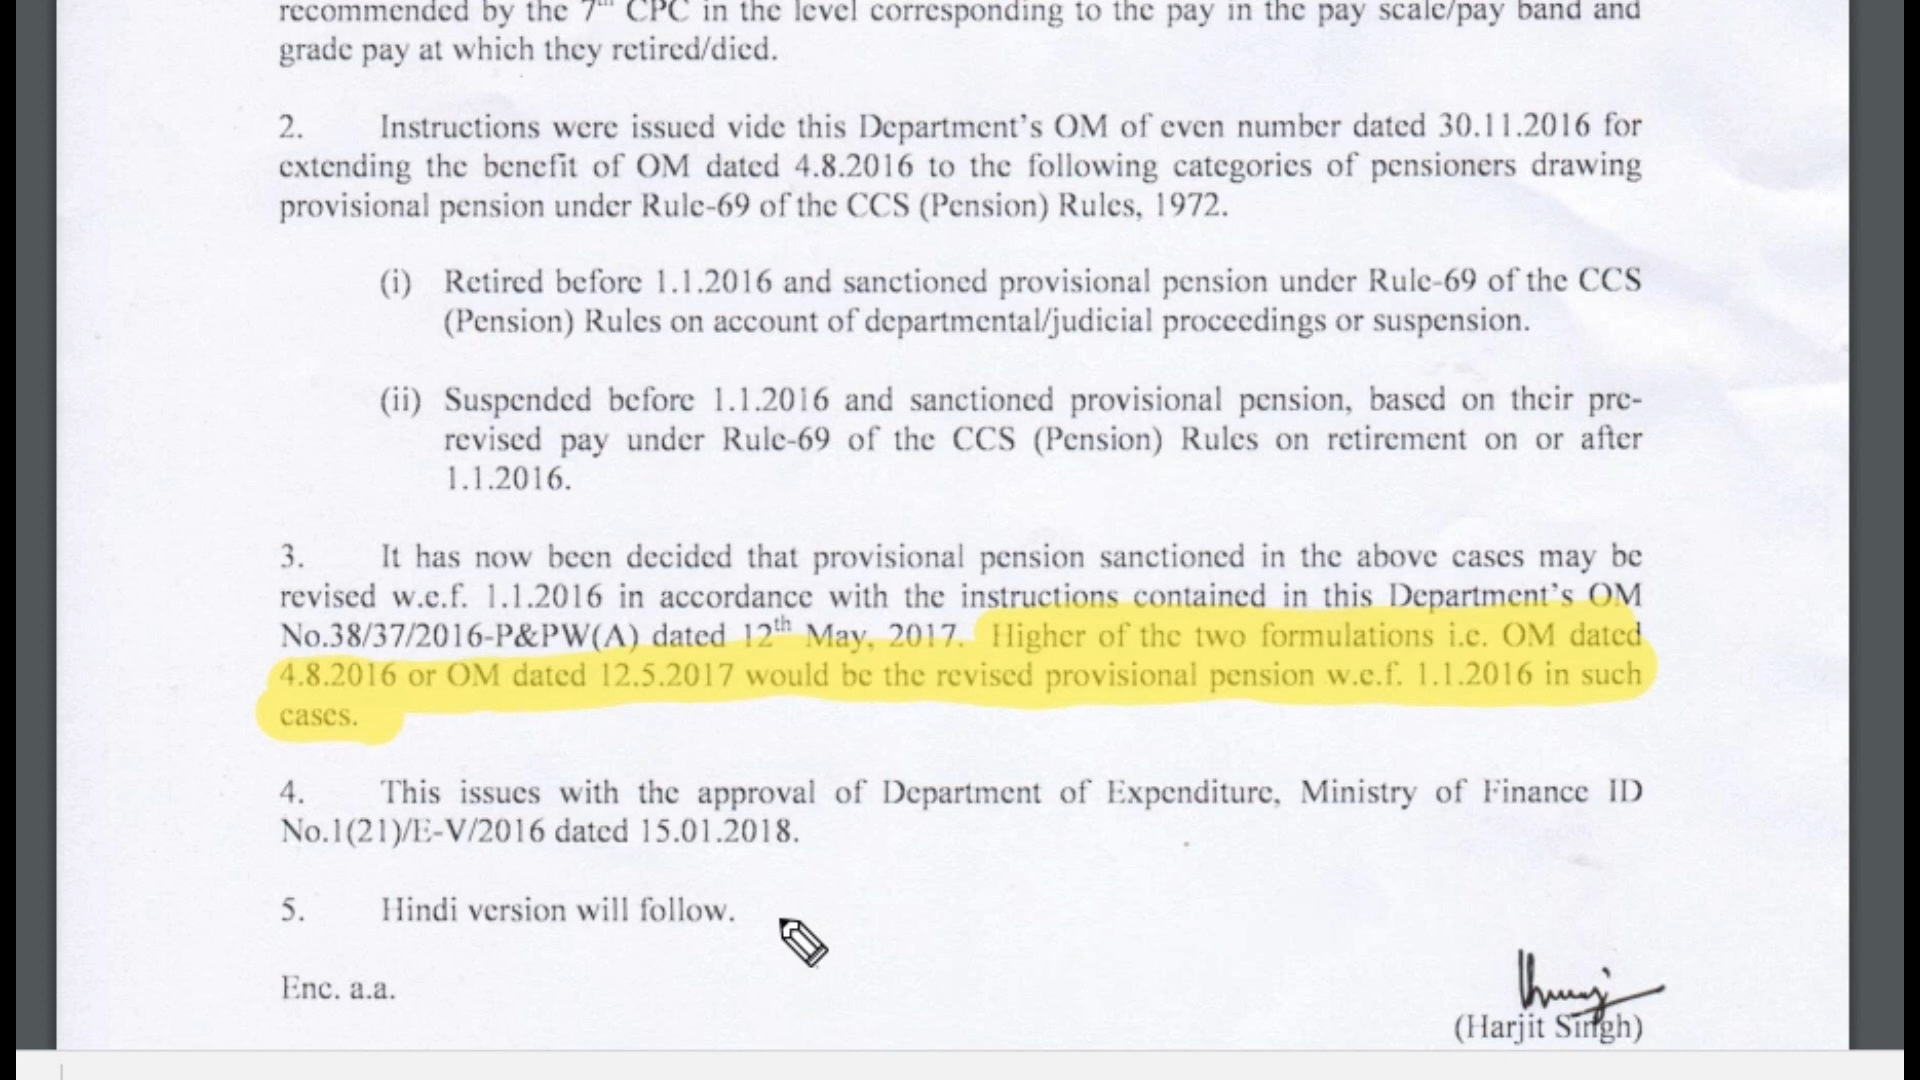 recommended by the 7th CPC in the level corresponding to the pay in the pay scale/pay band and
grade pay at which they retired/died.
2. Instructions were issued vide this Department's OM of even number dated 30.11.2016 for
extending the benefit of OM dated 4.8.2016 to the following categories of pensioners drawing
provisional pension under Rule-69 of the CCS (Pension) Rules, 1972.
(i) Retired before 1.1.2016 and sanctioned provisional pension under Rule-69 of the CCS
(Pension) Rules on account of departmental/judicial proceedings or suspension.
(ii) Suspended before 1.1.2016 and sanctioned provisional pension, based on their pre-
revised pay under Rule-69 of the CCS (Pension) Rules on retirement on or after
1.1.2016.
3. It has now been decided that provisional pension sanctioned in the above cases may be
revised w.e.f. 1.1.2016 in accordance with the instructions contained in this Department's OM
No.38/37/2016-P&PW(A) dated 12th May, 2017. Higher of the two formulations i.e. OM dated
4.8.2016 or OM dated 12.5.2017 would be the revised provisional pension w.e.f. 1.1.2016 in such
cases.
4. This issues with the approval of Department of Expenditure, Ministry of Finance ID
No.1(21)/E-V/2016 dated 15.01.2018.
5. Hindi version will follow.
Enc. a.a.
(Harjit Singh)